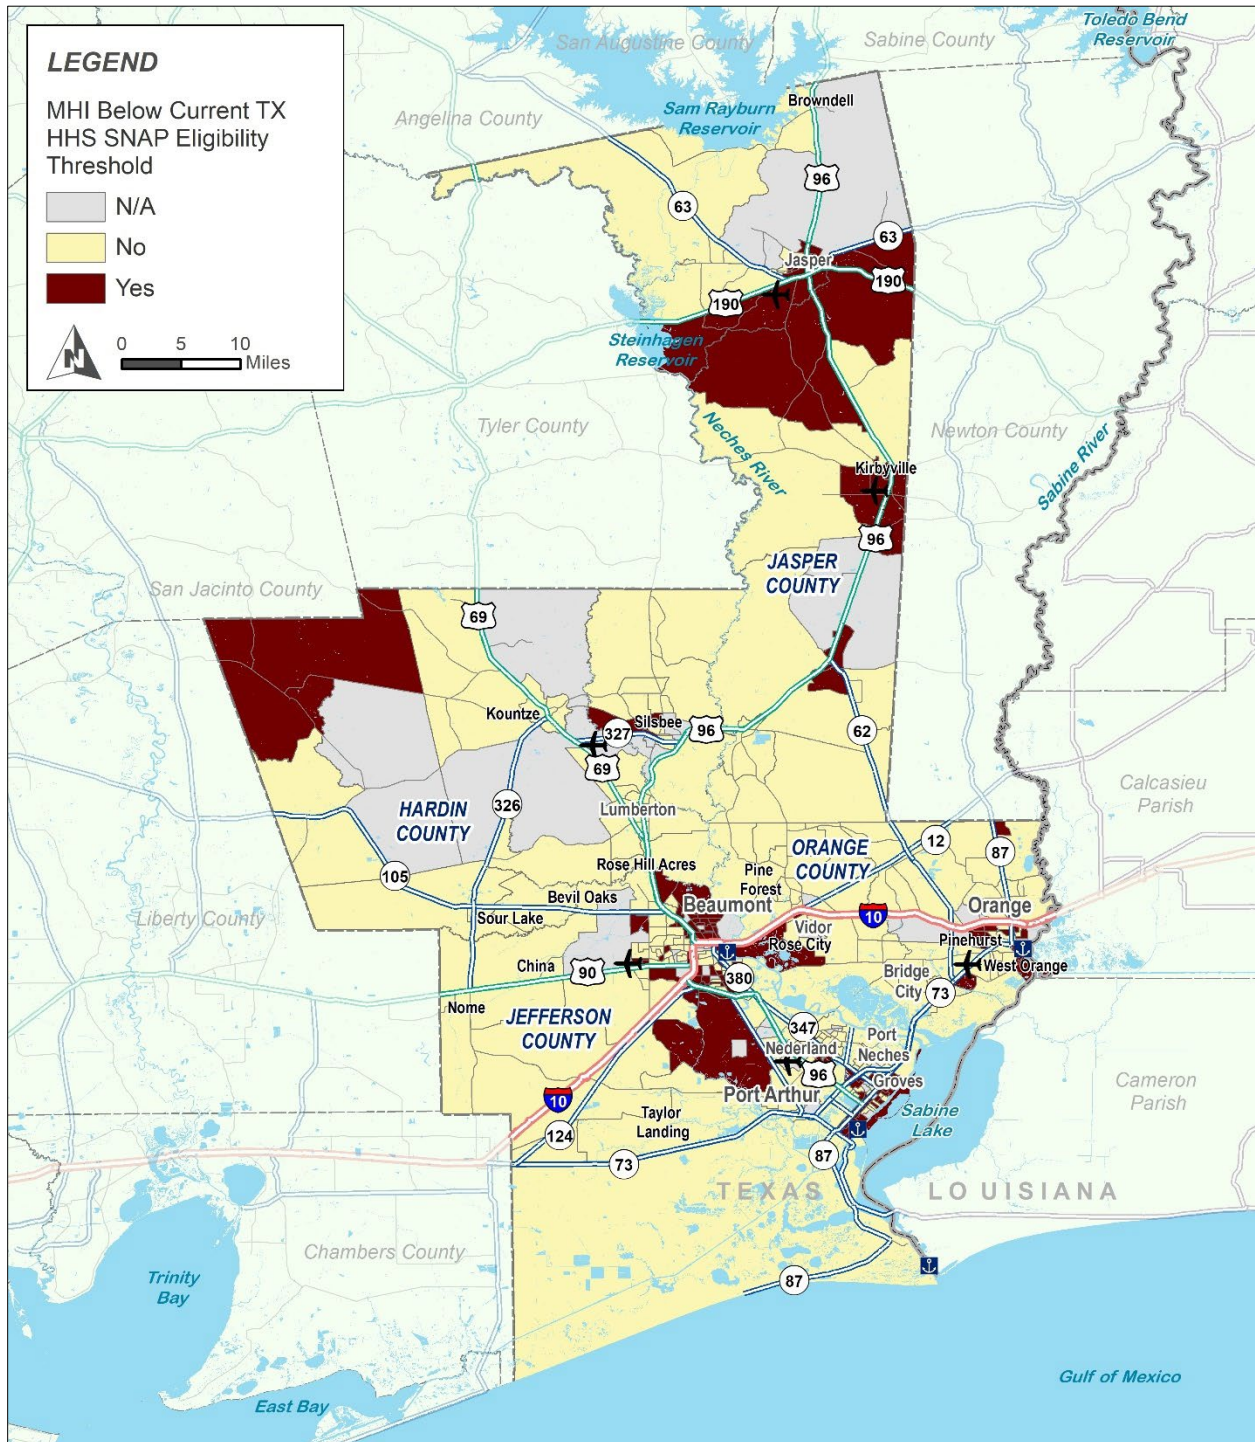 LEGEND
MHI Below Current TX
HHS SNAP Eligibility
Threshold
N/A
No
Yes
N
0 5 10
Miles
San Augustine County
Sabine County
Toledo Bend
Reservoir
Angelina County
Sam Rayburn
Reservoir
Browndell
96
63
63
Jasper
190
190
Steinhagen
Reservoir
Tyler County
Neches River
Newton County
Sabine River
Kirbyville
96
JASPER
COUNTY
San Jacinto County
69
Kountze
Silsbee
327
96
62
69
HARDIN
COUNTY
326
Lumberton
Calcasieu
Parish
ORANGE
COUNTY
12
87
105
Rose Hill Acres
Pine
Forest
Bevil Oaks
Beaumont
Orange
Liberty County
Sour Lake
10
Vidor
Rose City
Pinehurst
West Orange
China
90
380
Bridge
City
73
Nome
JEFFERSON
COUNTY
347
Port
Neches
Nederland
96
Groves
Port Arthur
10
Cameron
Parish
Taylor
Landing
Sabine
Lake
124
73
87
TEXAS
LOUISIANA
Chambers County
Trinity
Bay
87
East Bay
Gulf of Mexico